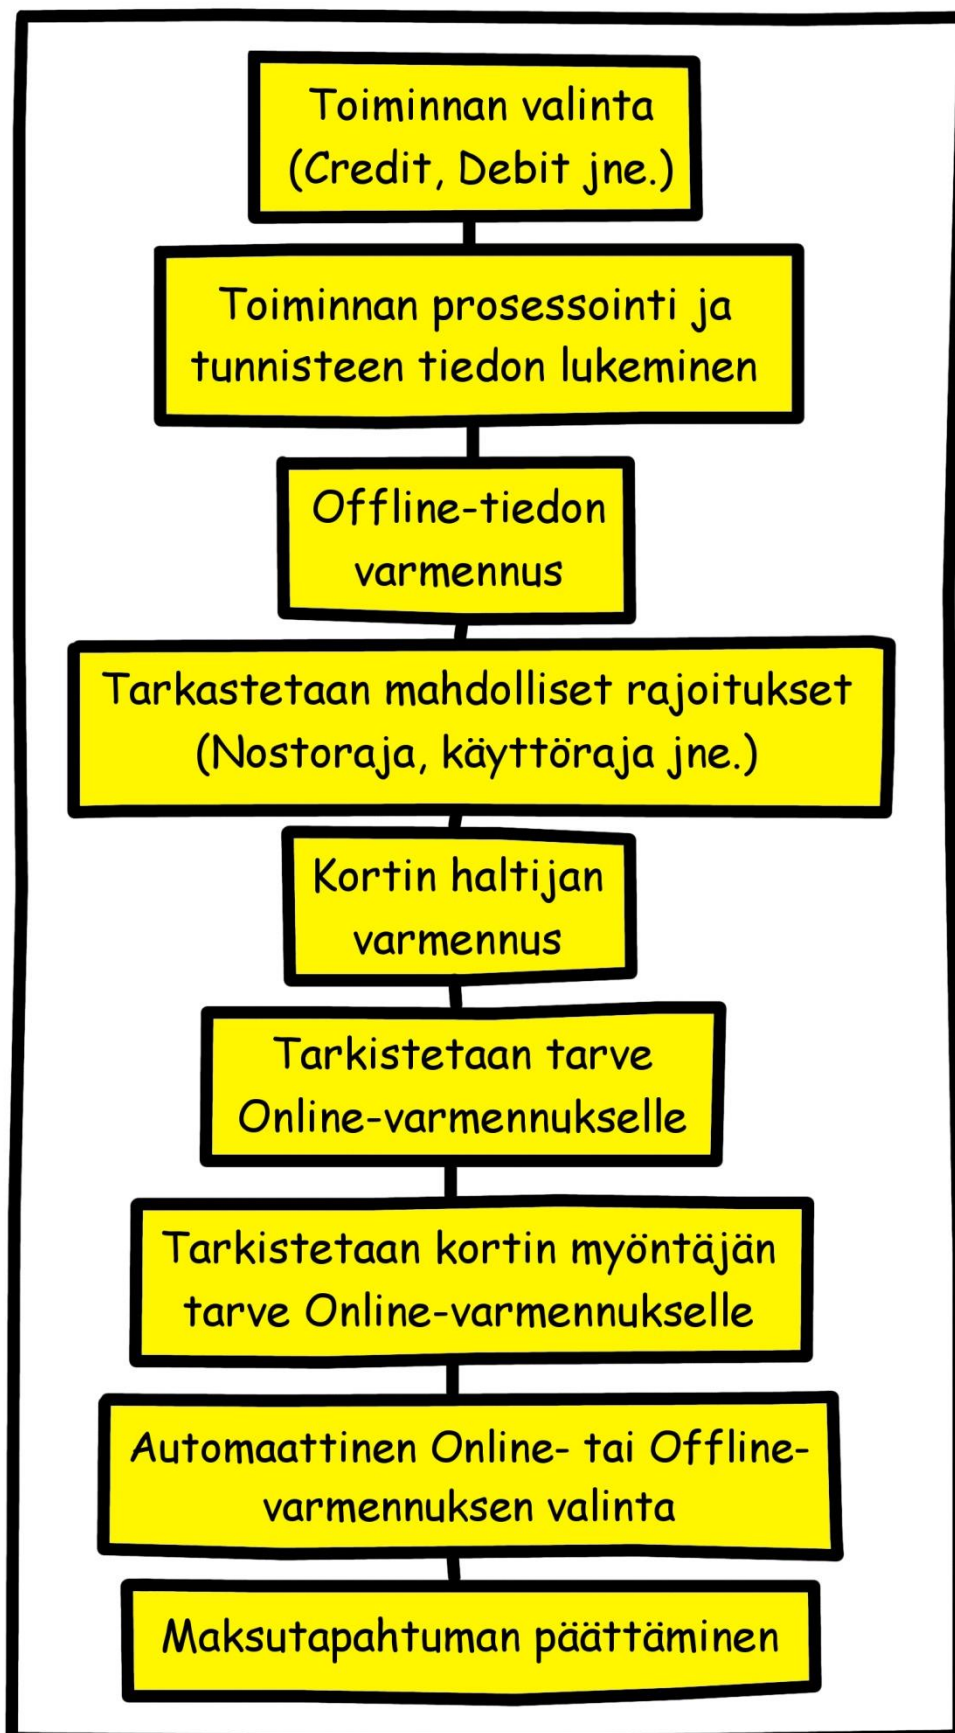 Toiminnan valinta
(Credit, Debit jne.)
Toiminnan prosessointi ja
tunnisteen tiedon lukeminen
Offline-tiedon
varmennus
Tarkastetaan mahdolliset rajoitukset
(Nostoraja, käyttöraja jne.)
Kortin haltijan
varmennus
Tarkistetaan tarve
Online-varmennukselle
Tarkistetaan kortin myöntäjän
tarve Online-varmennukselle
Automaattinen Online- tai Offline-
varmennuksen valinta
Maksutapahtuman päättäminen